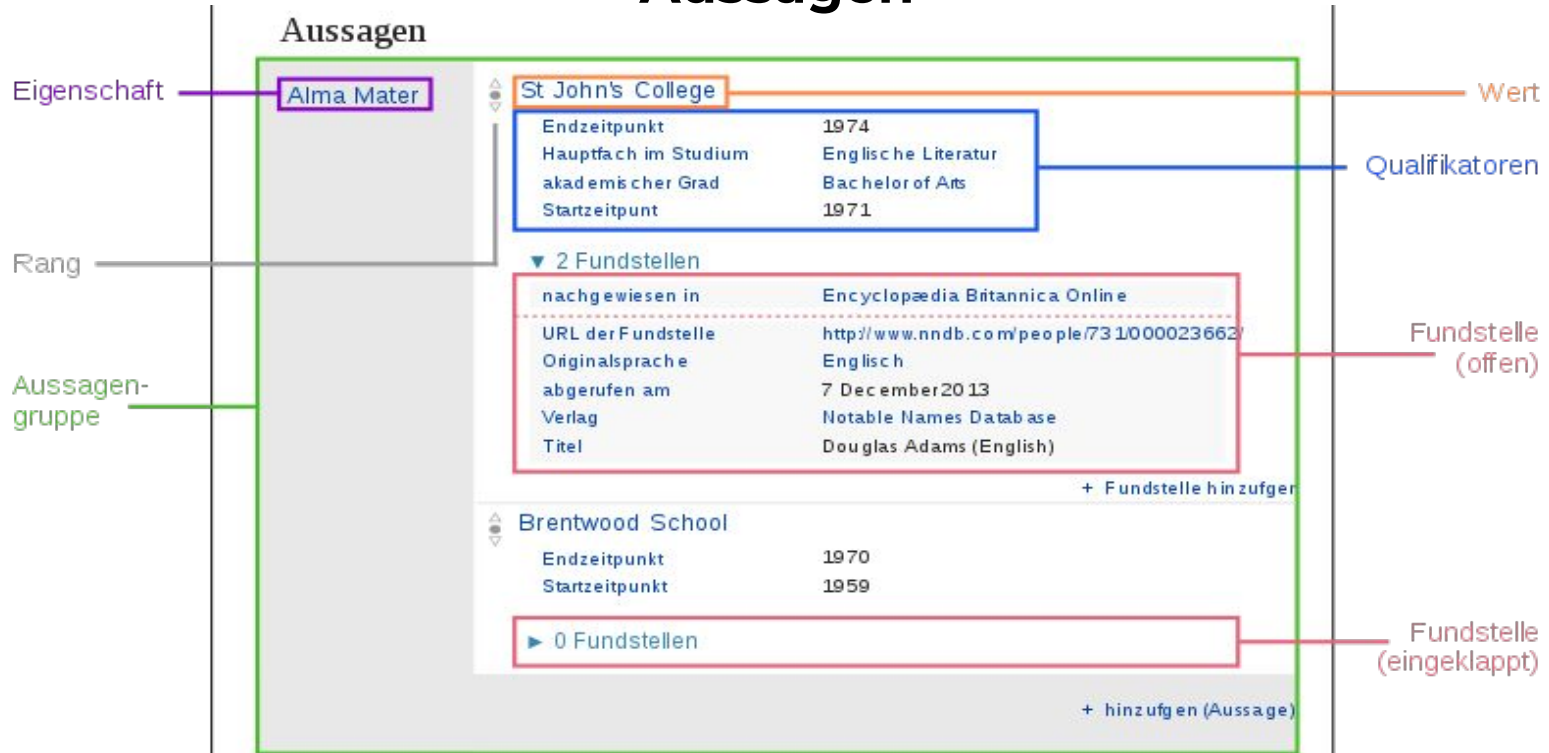 Aussagen
Aussagen
Eigenschaft
Alma Mater
St John's College
Wert
Endzeitpunkt 1974
Hauptfach im Studium Englische Literatur
akademischer Grad Bachelor of Arts
Startzeitpunt 1971
Qualifikatoren
Rang
▼ 2 Fundstellen
nachgewiesen in Encyclopædia Britannica Online
URL der Fundstelle http://www.nndb.com/people/731/000023662/
Originalsprache Englisch
abgerufen am 7 December 2013
Verlag Notable Names Database
Titel Douglas Adams (English)
Fundstelle
(offen)
Aussagen-
gruppe
+ Fundstelle hinzufgen
Brentwood School
Endzeitpunkt 1970
Startzeitpunkt 1959
► 0 Fundstellen
Fundstelle
(eingeklappt)
+ hinzufgen (Aussage)